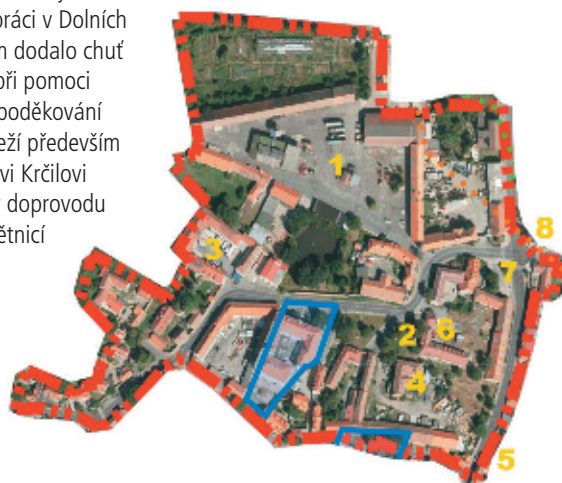 práci v Dolních
m dodalo chuť
při pomoci
poděkování
eží především
vi Krčilovi
doprovodu
ětnicí
1
8
3
7
2
6
4
5